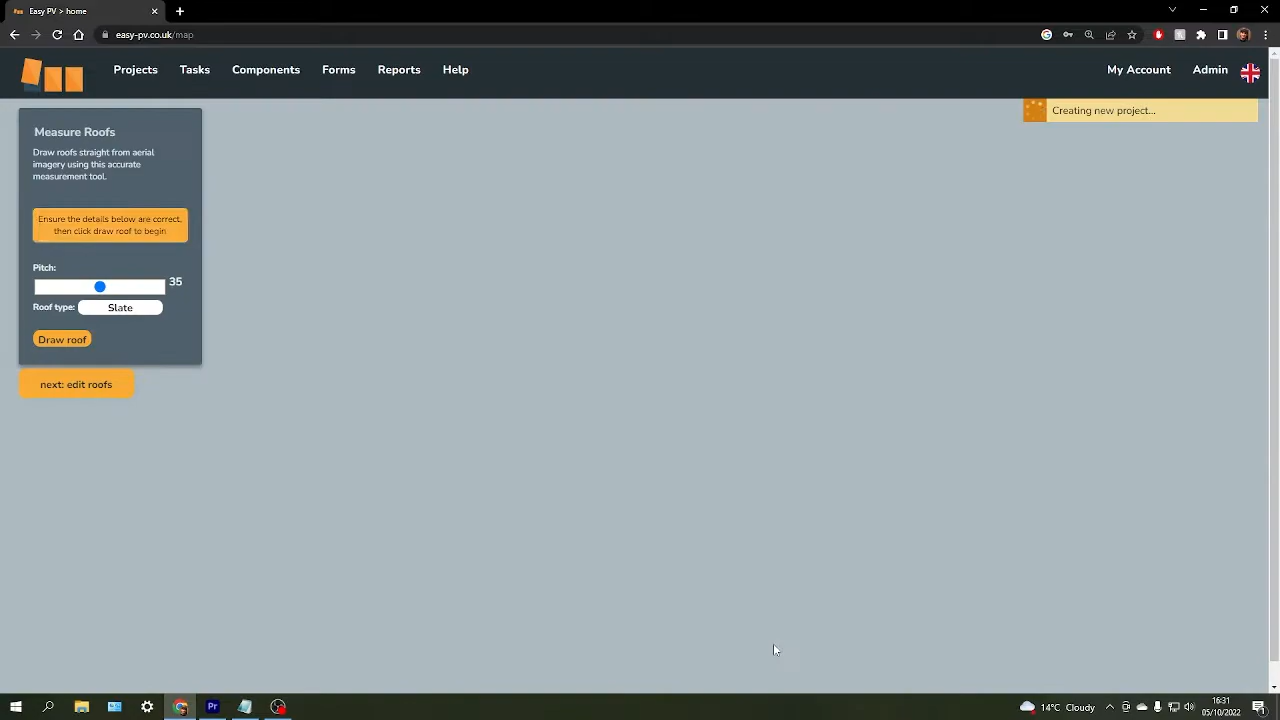 Easy PV > home
easy-pv.co.uk/map
Projects
Tasks
Components
Forms
Reports
Help
My Account
Admin
Creating new project...
Measure Roofs
Draw roofs straight from aerial
imagery using this accurate
measurement tool.
Ensure the details below are correct,
then click draw roof to begin
Pitch:
35
Roof type:
Slate
Draw roof
next: edit roofs
Pr
14°C Cloudy
16:31
05/10/2022